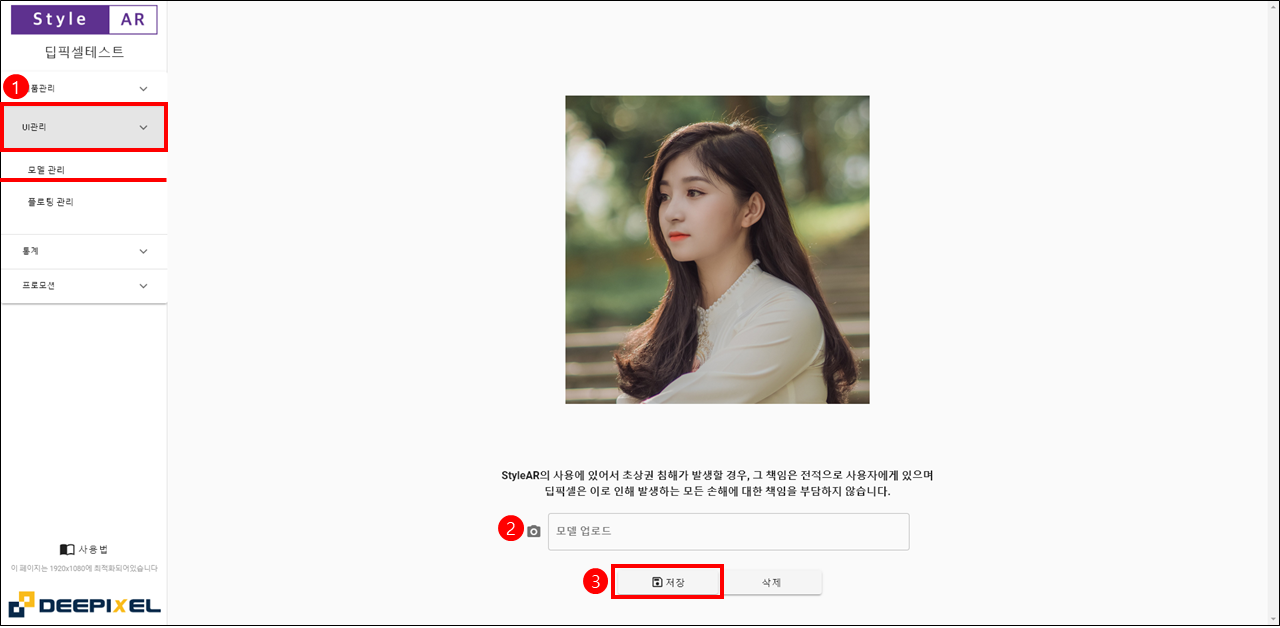 Style AR
딥픽셀테스트
1
품관리
UI관리
모델 관리
플로팅 관리
통계
프로모션
StyleAR의 사용에 있어서 초상권 침해가 발생할 경우, 그 책임은 전적으로 사용자에게 있으며
딥픽셀은 이로 인해 발생하는 모든 손해에 대한 책임을 부담하지 않습니다.
2
모델 업로드
3
저장
삭제
사용법
이 페이지는 1920x1080에 최적화되어있습니다
DEEPIXEL